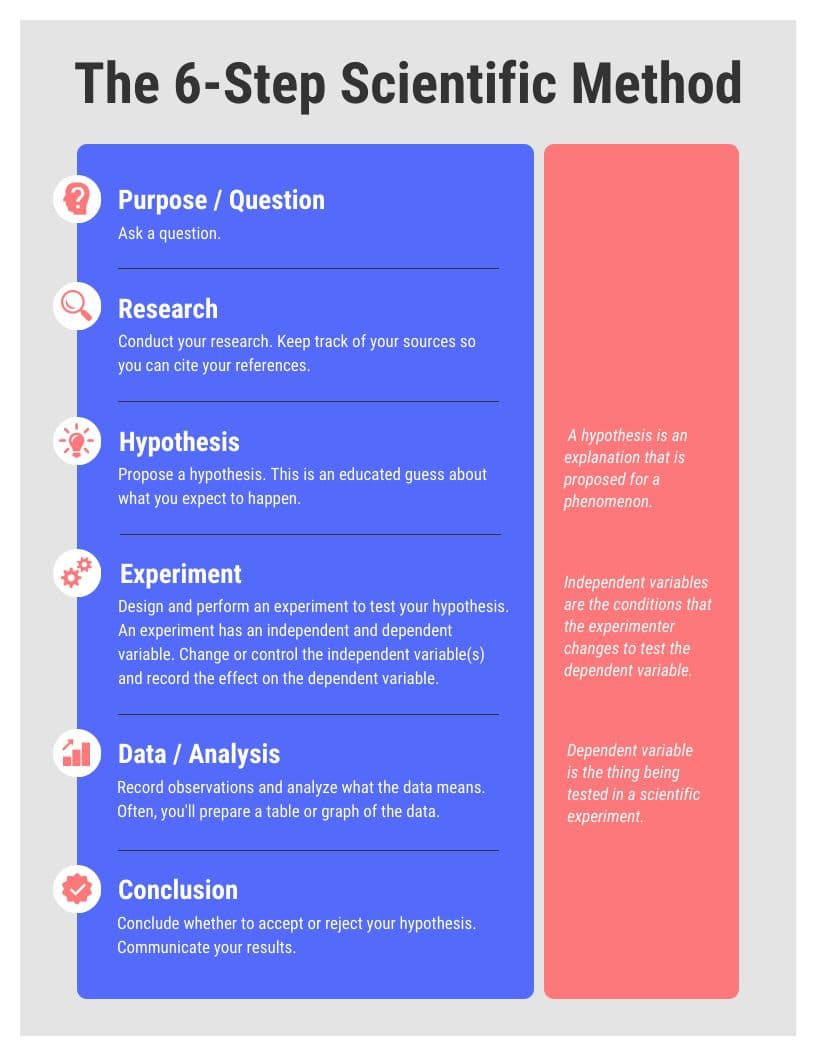 The 6-Step Scientific Method
Purpose / Question
Ask a question.
Research
Conduct your research. Keep track of your sources so
you can cite your references.
Hypothesis
Propose a hypothesis. This is an educated guess about
what you expect to happen.
Experiment
Design and perform an experiment to test your hypothesis.
An experiment has an independent and dependent
variable. Change or control the independent variable(s)
and record the effect on the dependent variable.
Data / Analysis
Record observations and analyze what the data means.
Often, you'll prepare a table or graph of the data.
Conclusion
Conclude whether to accept or reject your hypothesis.
Communicate your results.
A hypothesis is an
explanation that is
proposed for a
phenomenon.
Independent variables
are the conditions that
the experimenter
changes to test the
dependent variable.
Dependent variable
is the thing being
tested in a scientific
experiment.